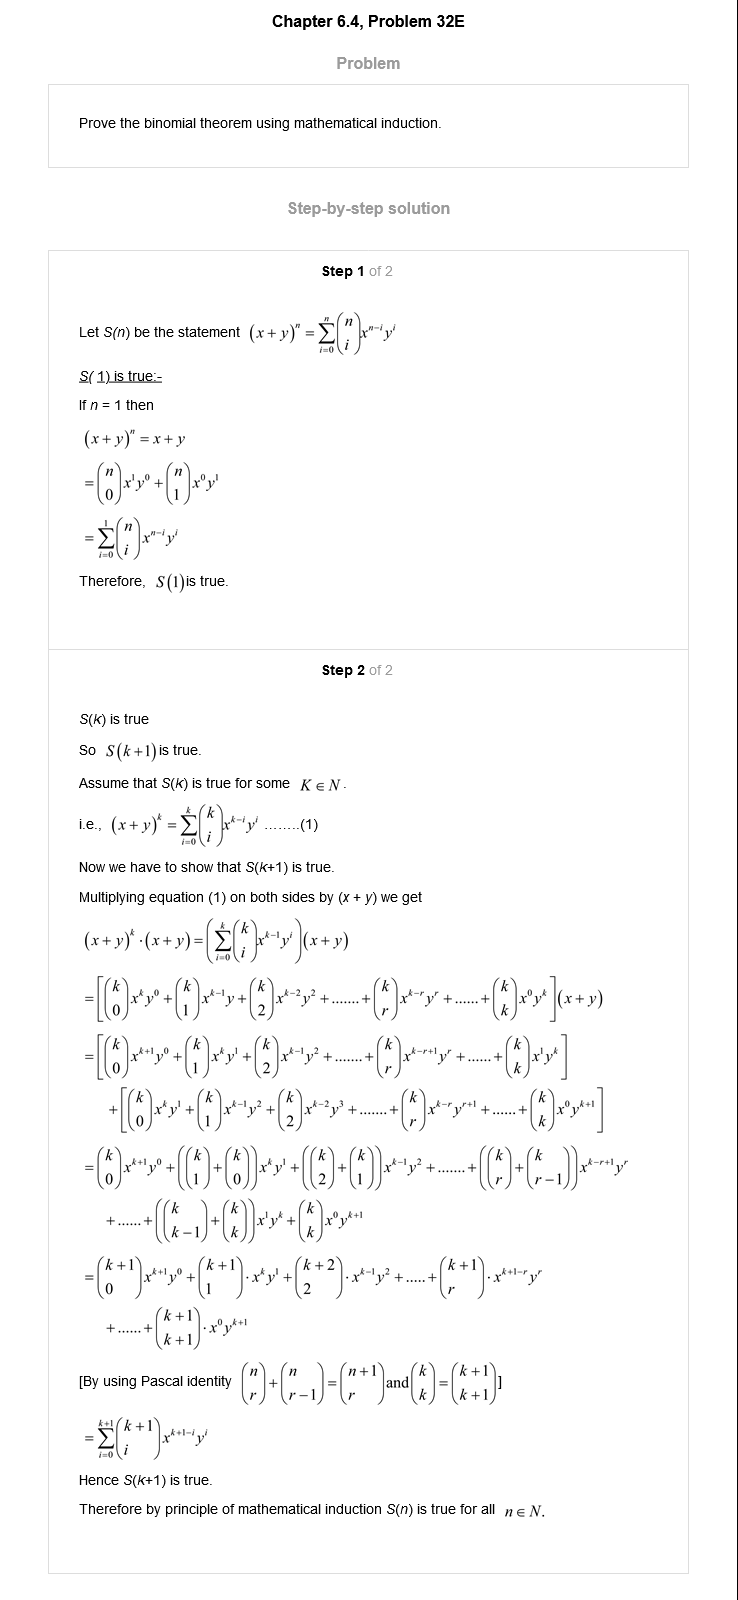 Chapter 6.4, Problem 32E
Problem
Prove the binomial theorem using mathematical induction.
Step-by-step solution
Step 1 of 2
Let S(n) be the statement $(x+y)^n = \sum_{i=0}^{n} \binom{n}{i} x^{n-i} y^i$
S( 1) is true:-
If n = 1 then
$(x+y)^n = x+y$
$= \binom{n}{0} x^1 y^0 + \binom{n}{1} x^0 y^1$
$= \sum_{i=0}^{1} \binom{n}{i} x^{n-i} y^i$
Therefore, $S(1)$ is true.
Step 2 of 2
S(k) is true
So $S(k+1)$ is true.
Assume that S(k) is true for some $K \in N$.
i.e., $(x+y)^k = \sum_{i=0}^{k} \binom{k}{i} x^{k-i} y^i$ ........(1)
Now we have to show that S(k+1) is true.
Multiplying equation (1) on both sides by (x + y) we get
$(x+y)^k \cdot (x+y) = \left( \sum_{i=0}^{k} \binom{k}{i} x^{k-1} y^i \right) (x+y)$
$= \left[ \binom{k}{0} x^k y^0 + \binom{k}{1} x^{k-1} y + \binom{k}{2} x^{k-2} y^2 + ....... + \binom{k}{r} x^{k-r} y^r + ...... + \binom{k}{k} x^0 y^k \right] (x+y)$
$= \left[ \binom{k}{0} x^{k+1} y^0 + \binom{k}{1} x^k y^1 + \binom{k}{2} x^{k-1} y^2 + ....... + \binom{k}{r} x^{k-r+1} y^r + ...... + \binom{k}{k} x^1 y^k \right]$
$+ \left[ \binom{k}{0} x^k y^1 + \binom{k}{1} x^{k-1} y^2 + \binom{k}{2} x^{k-2} y^3 + ....... + \binom{k}{r} x^{k-r} y^{r+1} + ...... + \binom{k}{k} x^0 y^{k+1} \right]$
$= \binom{k}{0} x^{k+1} y^0 + \left( \binom{k}{1} + \binom{k}{0} \right) x^k y^1 + \left( \binom{k}{2} + \binom{k}{1} \right) x^{k-1} y^2 + ....... + \left( \binom{k}{r} + \binom{k}{r-1} \right) x^{k-r+1} y^r$
$+ ...... + \left( \binom{k}{k-1} + \binom{k}{k} \right) x^1 y^k + \binom{k}{k} x^0 y^{k+1}$
$= \binom{k+1}{0} x^{k+1} y^0 + \binom{k+1}{1} \cdot x^k y^1 + \binom{k+2}{2} \cdot x^{k-1} y^2 + ..... + \binom{k+1}{r} \cdot x^{k+1-r} y^r$
$+ ...... + \binom{k+1}{k+1} \cdot x^0 y^{k+1}$
[By using Pascal identity $\binom{n}{r} + \binom{n}{r-1} = \binom{n+1}{r}$ and $\binom{k}{k} = \binom{k+1}{k+1}$]
$= \sum_{i=0}^{k+1} \binom{k+1}{i} x^{k+1-i} y^i$
Hence S(k+1) is true.
Therefore by principle of mathematical induction S(n) is true for all $n \in N$.